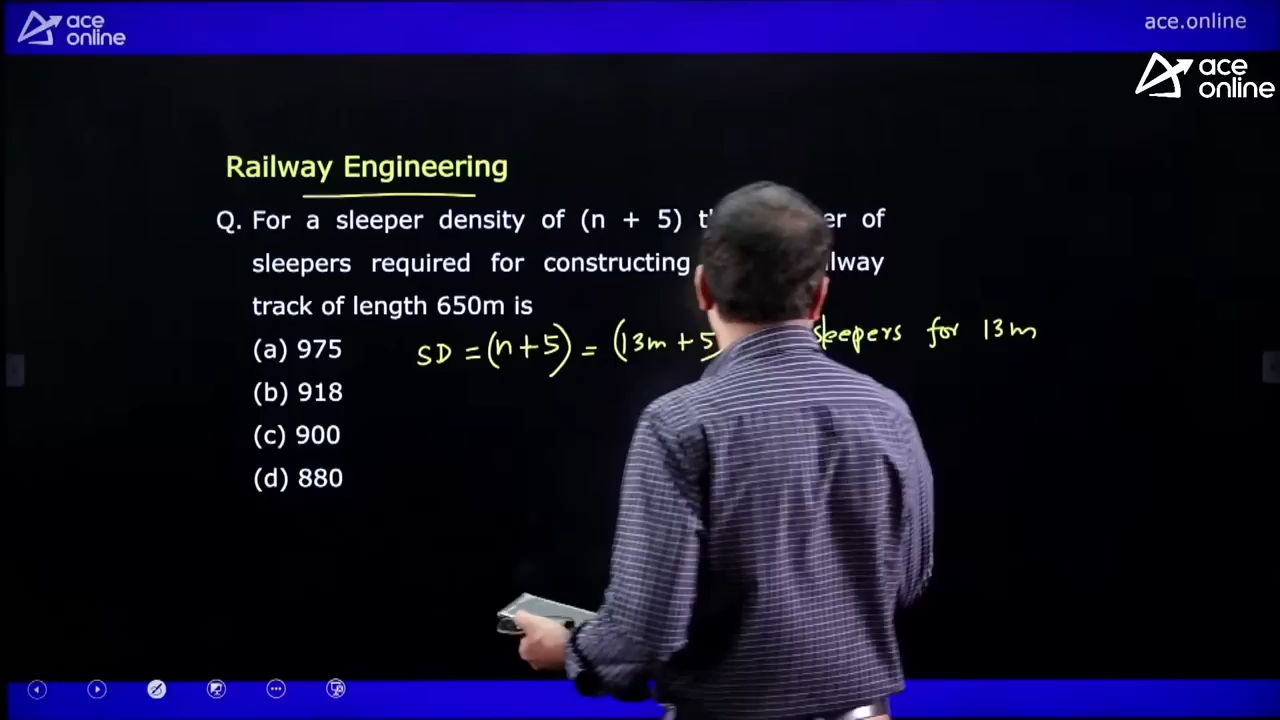 ace
online
ace.online
ace
online
Railway Engineering
Q. For a sleeper density of (n + 5) of
sleepers required for constructing
track of length 650m is
(a) 975
SD = (n+5) = (13m + 5 sleepers for 13m
(b) 918
(c) 900
(d) 880